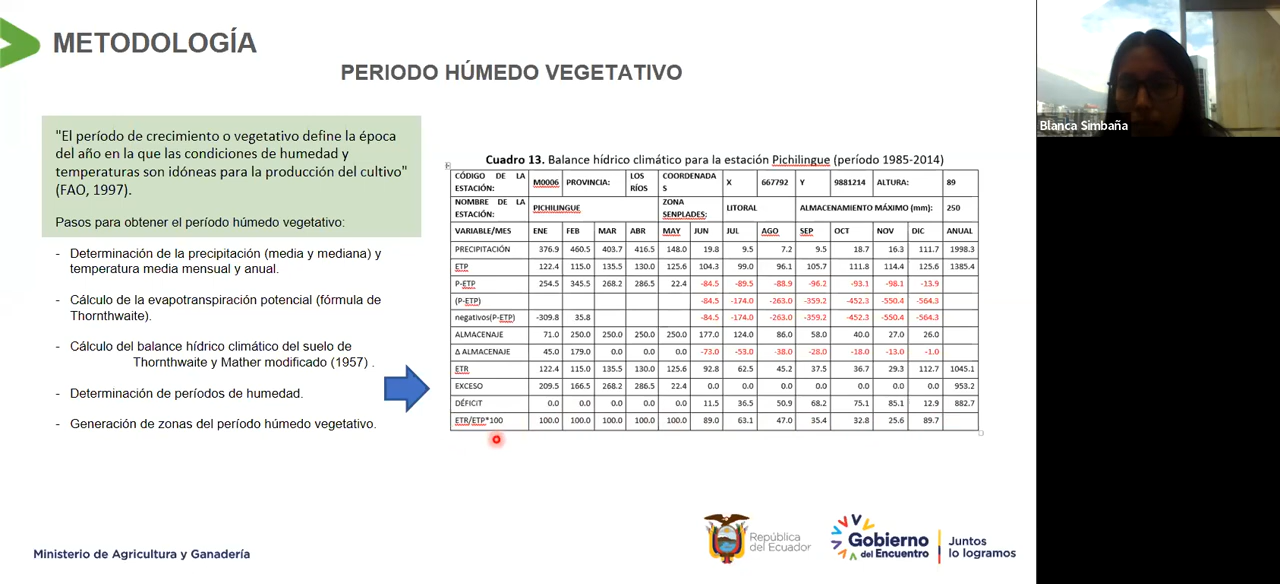 METODOLOGÍA
PERIODO HÚMEDO VEGETATIVO
"El período de crecimiento o vegetativo define la época
del año en la que las condiciones de humedad y
temperaturas son idóneas para la producción del cultivo"
(FAO, 1997).
Pasos para obtener el período húmedo vegetativo:
- Determinación de la precipitación (media y mediana) y
temperatura media mensual y anual.
- Cálculo de la evapotranspiración potencial (fórmula de
Thornthwaite).
- Cálculo del balance hídrico climático del suelo de
Thornthwaite y Mather modificado (1957) .
- Determinación de períodos de humedad.
- Generación de zonas del período húmedo vegetativo.
Cuadro 13. Balance hídrico climático para la estación Pichilingue (período 1985-2014)
CÓDIGO DE LA ESTACIÓN: M0006 PROVINCIA: LOS RÍOS COORDENADAS X 667792 Y 9881214 ALTURA: 89
NOMBRE DE LA ESTACIÓN: PICHILINGUE ZONA SENPLADES: LITORAL ALMACENAMIENTO MÁXIMO (mm): 250
VARIABLE/MES ENE FEB MAR ABR MAY JUN JUL AGO SEP OCT NOV DIC ANUAL
PRECIPITACIÓN 376.9 460.5 403.7 416.5 148.0 19.8 9.5 7.2 9.5 18.7 16.3 111.7 1998.3
ETP 122.4 115.0 135.5 130.0 125.6 104.3 99.0 96.1 105.7 111.8 114.4 125.6 1385.4
P-ETP 254.5 345.5 268.2 286.5 22.4 -84.5 -89.5 -88.9 -96.2 -93.1 -98.1 -13.9
(P-ETP) -84.5 -174.0 -263.0 -359.2 -452.3 -550.4 -564.3
negativos(P-ETP) -309.8 35.8 -84.5 -174.0 -263.0 -359.2 -452.3 -550.4 -564.3
ALMACENAJE 71.0 250.0 250.0 250.0 250.0 177.0 124.0 86.0 58.0 40.0 27.0 26.0
Δ ALMACENAJE 45.0 179.0 0.0 0.0 0.0 -73.0 -53.0 -38.0 -28.0 -18.0 -13.0 -1.0
ETR 122.4 115.0 135.5 130.0 125.6 92.8 62.5 45.2 37.5 36.7 29.3 112.7 1045.1
EXCESO 209.5 166.5 268.2 286.5 22.4 0.0 0.0 0.0 0.0 0.0 0.0 0.0 953.2
DÉFICIT 0.0 0.0 0.0 0.0 0.0 11.5 36.5 50.9 68.2 75.1 85.1 12.9 882.7
ETR/ETP*100 100.0 100.0 100.0 100.0 100.0 89.0 63.1 47.0 35.4 32.8 25.6 89.7
Ministerio de Agricultura y Ganadería
República
del Ecuador
Gobierno
del Encuentro
Juntos
lo logramos
Blanca Simbaña